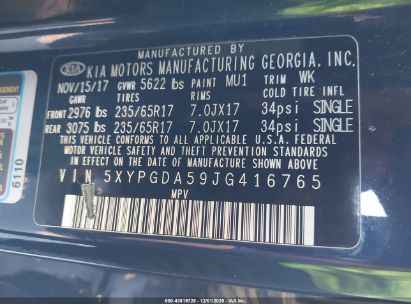 MANUFACTURED BY
KIA KIA MOTORS MANUFACTURING GEORGIA, INC.
NOV/15/17 GVWR 5622 lbs PAINT MU1 TRIM WK
GAWR TIRES RIMS COLD TIRE INFL
FRONT 2976 lbs 235/65R17 7.0JX17 34psi SINGLE
REAR 3075 lbs 235/65R17 7.0JX17 34psi SINGLE
THIS VEHICLE CONFORMS TO ALL APPLICABLE U.S.A. FEDERAL
MOTOR VEHICLE SAFETY AND THEFT PREVENTION STANDARDS
IN EFFECT ON THE DATE OF MANUFACTURE SHOWN ABOVE.
VIN 5XYPGDA59JG416765
MPV
6110